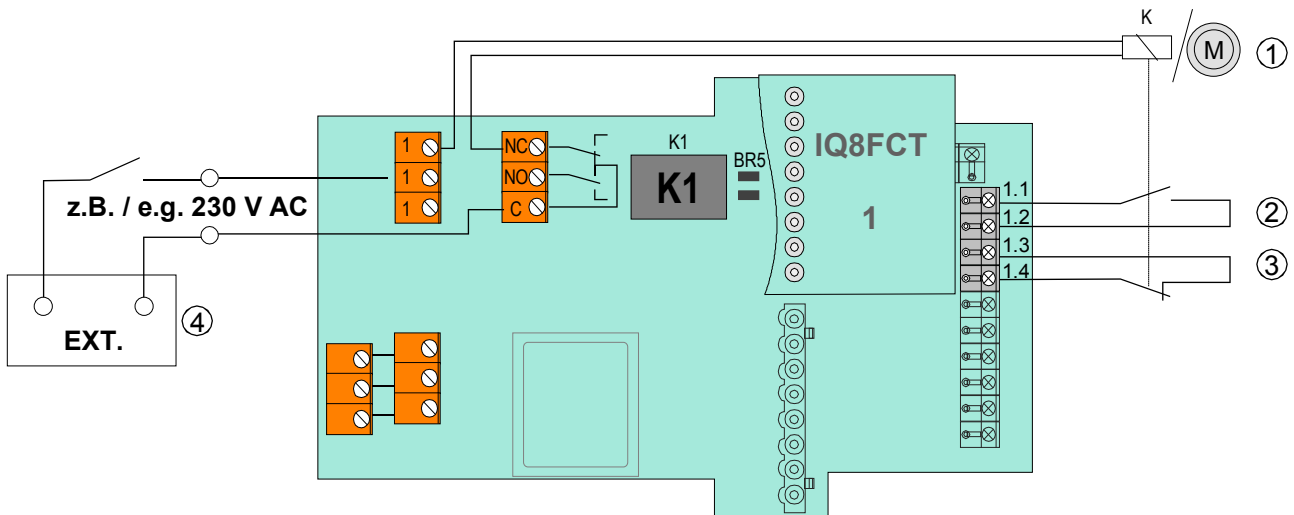 K
M
1
K1
BR5
IQ8FCT
1
K1
1
1
1
NC
NO
C
z.B. / e.g. 230 V AC
1.1
1.2
1.3
1.4
2
3
4
EXT.